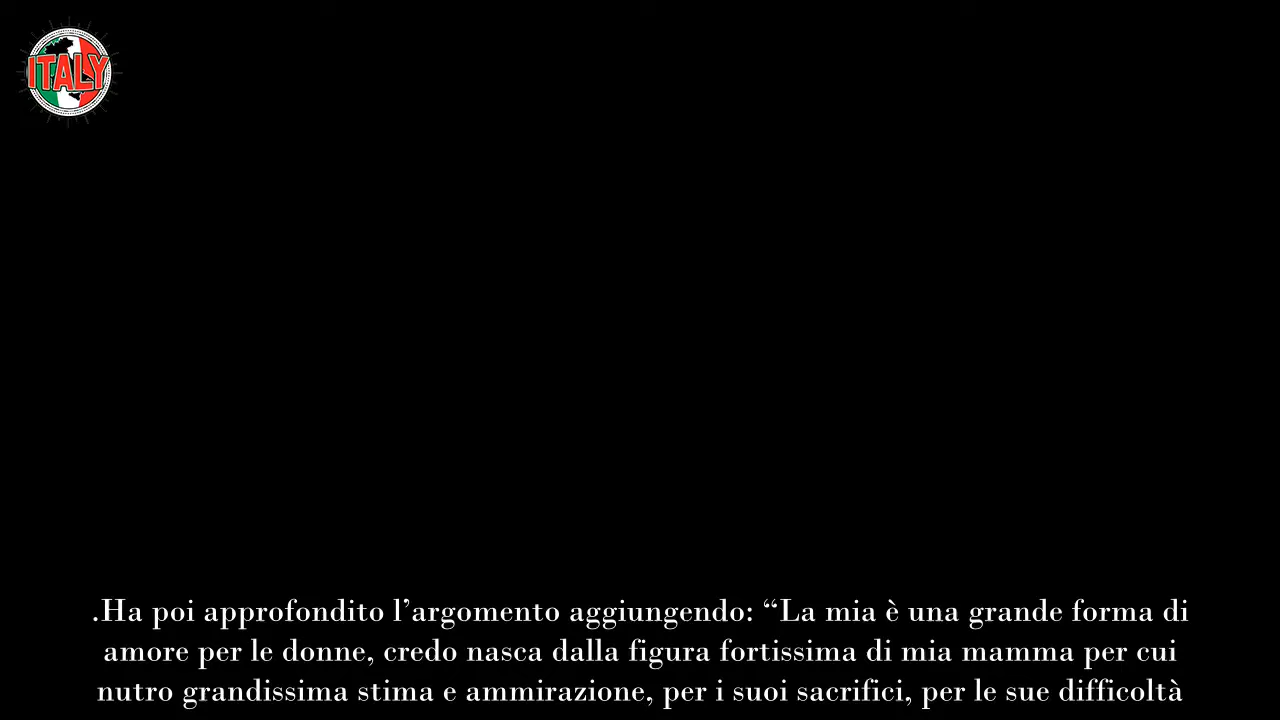 ITALY
.Ha poi approfondito l’argomento aggiungendo: “La mia è una grande forma di
amore per le donne, credo nasca dalla figura fortissima di mia mamma per cui
nutro grandissima stima e ammirazione, per i suoi sacrifici, per le sue difficoltà